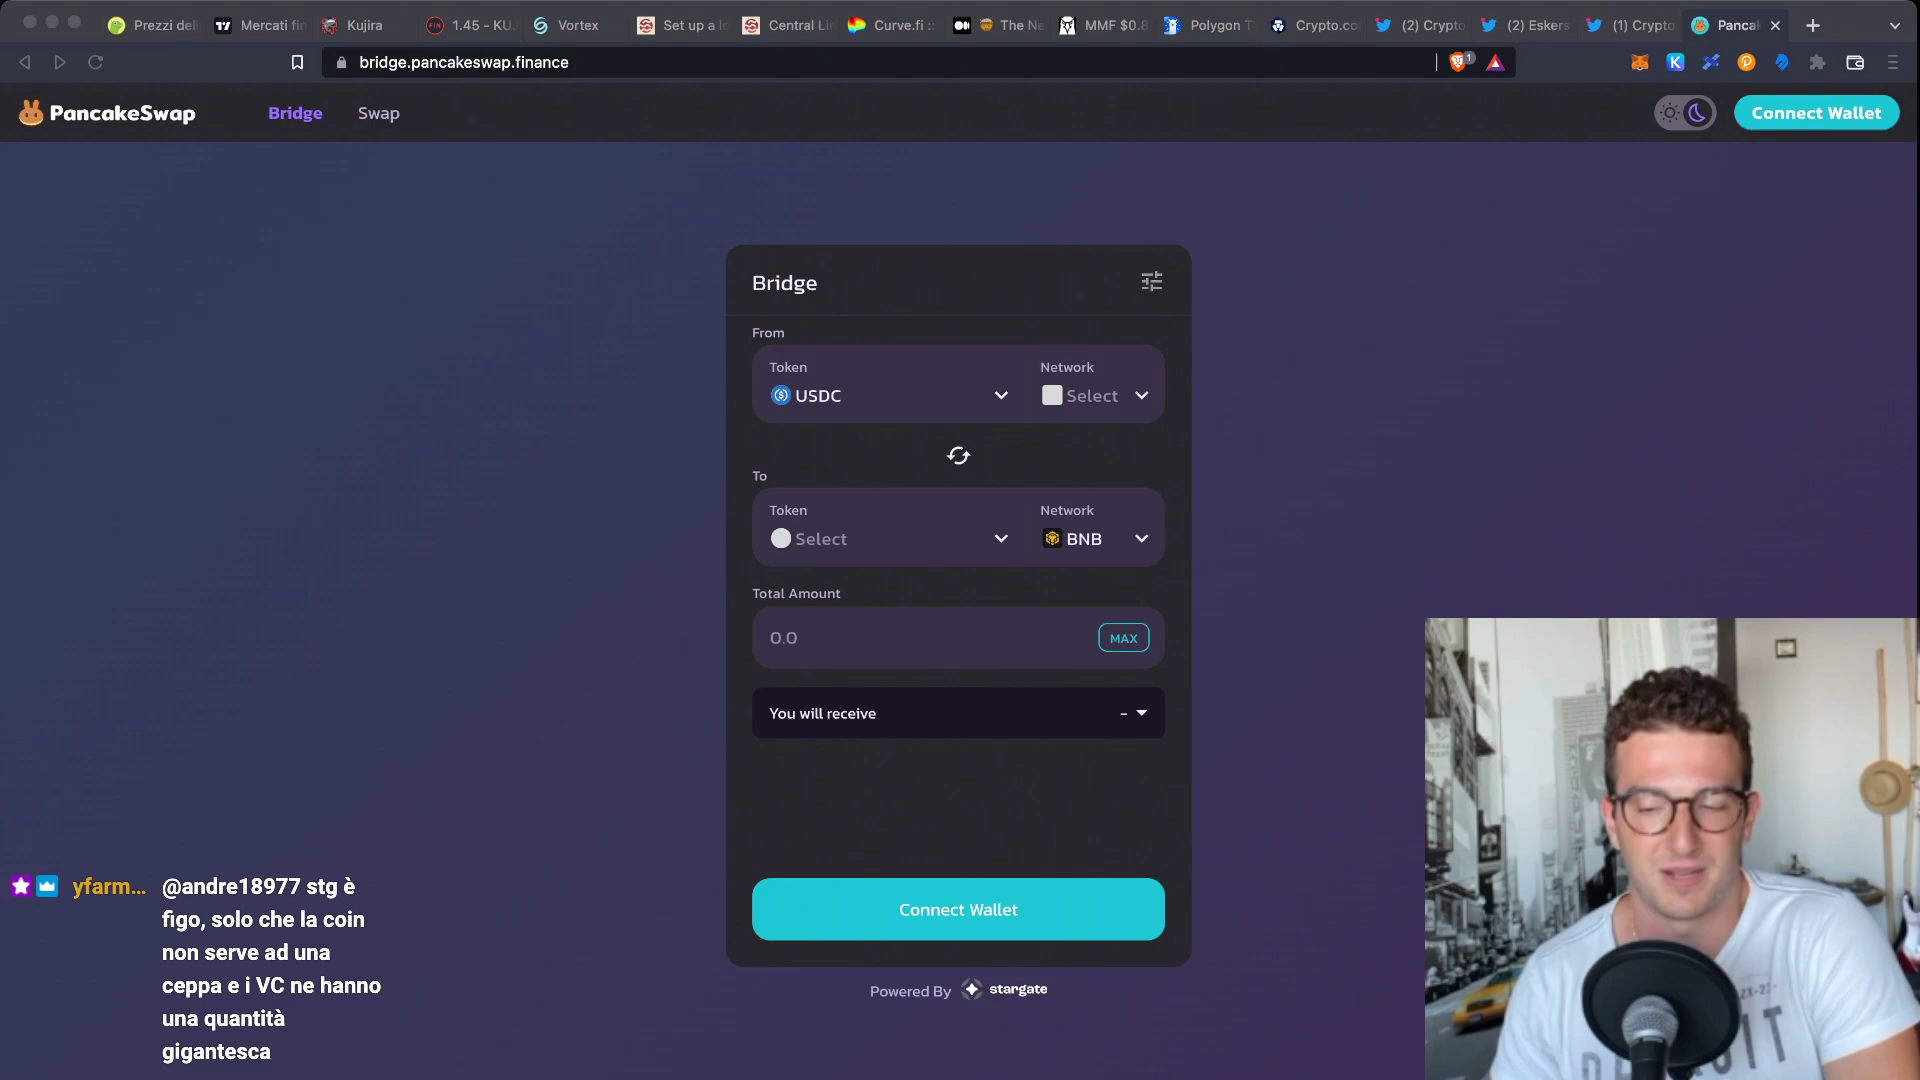 Prezzi dell
Mercati fin
Kujira
1.45 - KUJ
Vortex
Set up a lo
Central Lin
Curve.fi ::
The Ne
MMF $0.8
Polygon T
Crypto.co
(2) Crypto
(2) Eskers
(1) Crypto
Pancak
bridge.pancakeswap.finance
1
PancakeSwap
Bridge
Swap
Connect Wallet
Bridge
From
Token
Network
USDC
Select
To
Token
Network
Select
BNB
Total Amount
0.0
MAX
You will receive
-
Connect Wallet
Powered By stargate
yfarm... @andre18977 stg è
figo, solo che la coin
non serve ad una
ceppa e i VC ne hanno
una quantità
gigantesca